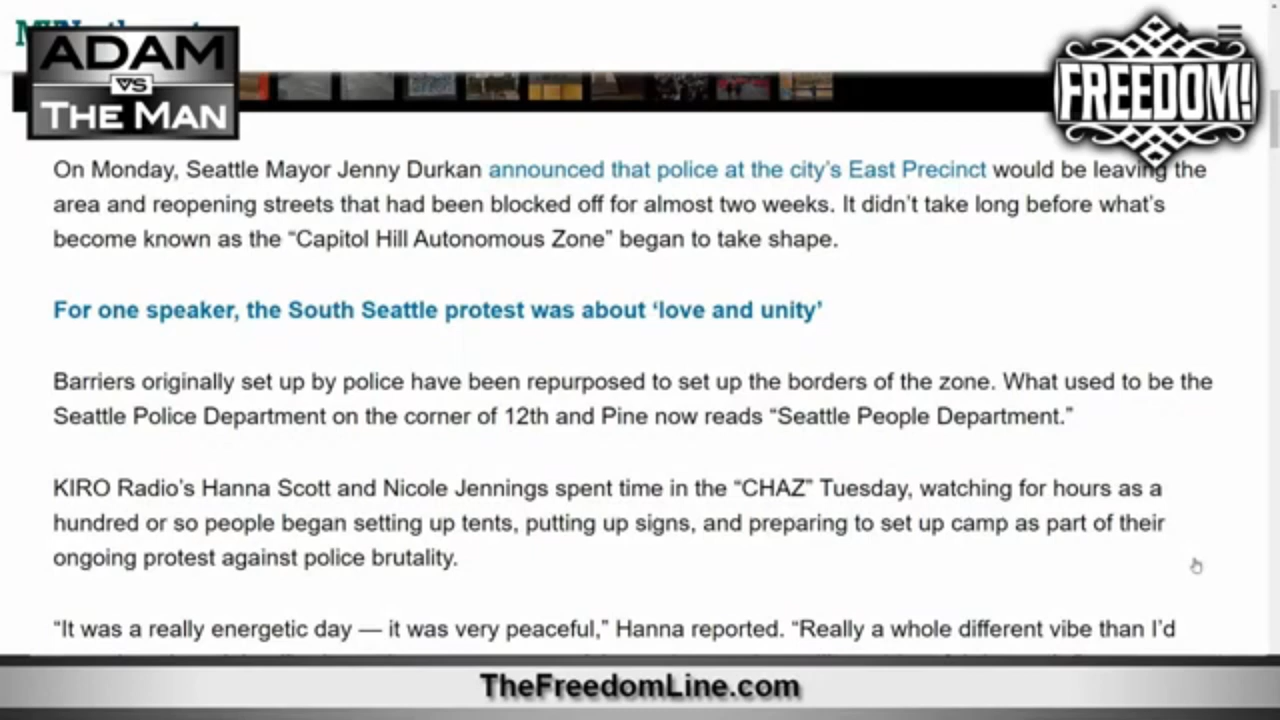 ADAM
VS
THE MAN
FREEDOM!
On Monday, Seattle Mayor Jenny Durkan announced that police at the city’s East Precinct would be leaving the
area and reopening streets that had been blocked off for almost two weeks. It didn’t take long before what’s
become known as the “Capitol Hill Autonomous Zone” began to take shape.
For one speaker, the South Seattle protest was about ‘love and unity’
Barriers originally set up by police have been repurposed to set up the borders of the zone. What used to be the
Seattle Police Department on the corner of 12th and Pine now reads “Seattle People Department.”
KIRO Radio’s Hanna Scott and Nicole Jennings spent time in the “CHAZ” Tuesday, watching for hours as a
hundred or so people began setting up tents, putting up signs, and preparing to set up camp as part of their
ongoing protest against police brutality.
“It was a really energetic day — it was very peaceful,” Hanna reported. “Really a whole different vibe than I’d
TheFreedomLine.com